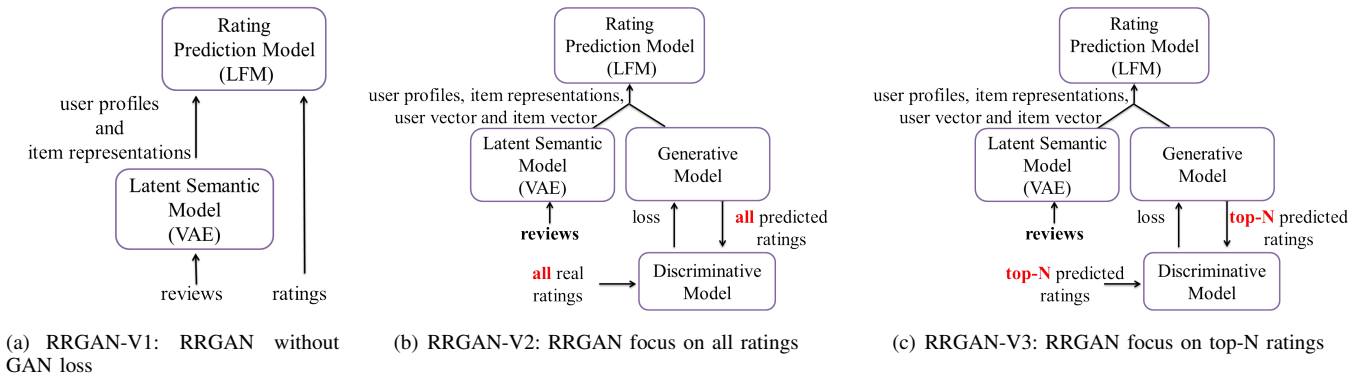 Rating
Prediction Model
(LFM)
user profiles
and
item representations
Latent Semantic
Model
(VAE)
reviews
ratings
(a) RRGAN-V1: RRGAN without
GAN loss
Rating
Prediction Model
(LFM)
user profiles, item representations,
user vector and item vector
Latent Semantic
Model
(VAE)
Generative
Model
reviews
loss
all predicted
ratings
all real
ratings
Discriminative
Model
(b) RRGAN-V2: RRGAN focus on all ratings
Rating
Prediction Model
(LFM)
user profiles, item representations,
user vector and item vector
Latent Semantic
Model
(VAE)
Generative
Model
reviews
loss
top-N predicted
ratings
top-N predicted
ratings
Discriminative
Model
(c) RRGAN-V3: RRGAN focus on top-N ratings